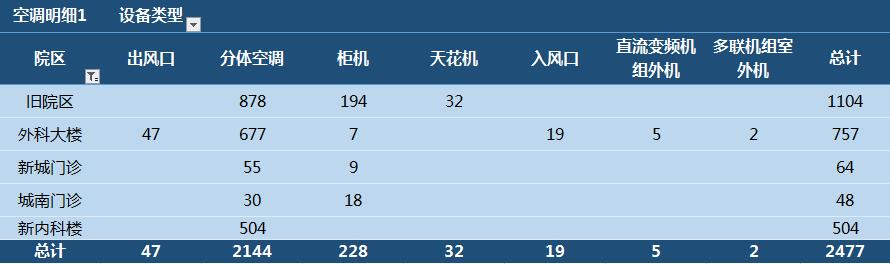 空调明细1 设备类型
院区 出风口 分体空调 柜机 天花机 入风口 直流变频机组外机 多联机组室外机 总计
旧院区 878 194 32 1104
外科大楼 47 677 7 19 5 2 757
新城门诊 55 9 64
城南门诊 30 18 48
新内科楼 504 504
总计 47 2144 228 32 19 5 2 2477